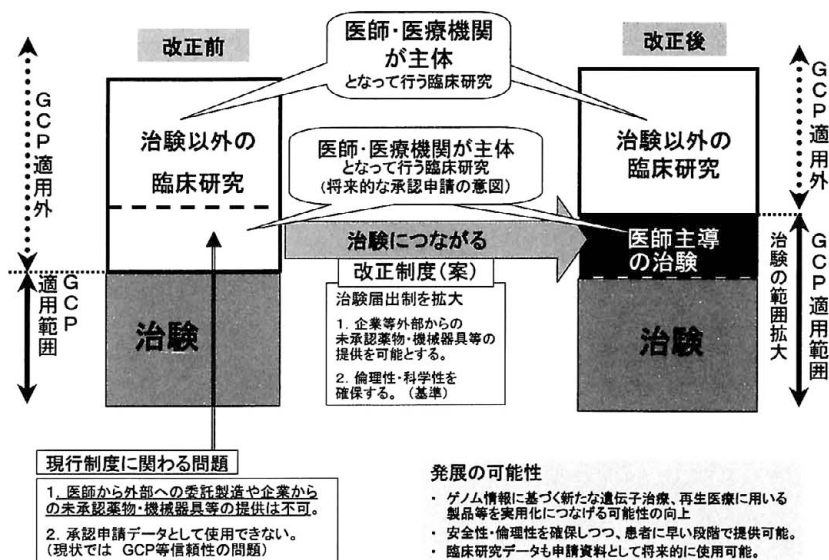 改正前
医師・医療機関
が主体
となって行う臨床研究
改正後
GCP適用外
治験以外の
臨床研究
医師・医療機関が主体
となって行う臨床研究
(将来的な承認申請の意図)
治験以外の
臨床研究
GCP適用外
治験につながる
医師主導
の治験
GCP
適用範囲
治験
改正制度(案)
治験届出制を拡大
1. 企業等外部からの
未承認薬物・機械器具等の
提供を可能とする。
2. 倫理性・科学性を
確保する。(基準)
治験
治験の範囲拡大
GCP適用範囲
現行制度に関わる問題
1. 医師から外部への委託製造や企業から
の未承認薬物・機械器具等の提供は不可。
2. 承認申請データとして使用できない。
(現状では GCP等信頼性の問題)
発展の可能性
・ ゲノム情報に基づく新たな遺伝子治療、再生医療に用いる
製品等を実用化につなげる可能性の向上
・ 安全性・倫理性を確保しつつ、患者に早い段階で提供可能。
・ 臨床研究データも申請資料として将来的に使用可能。